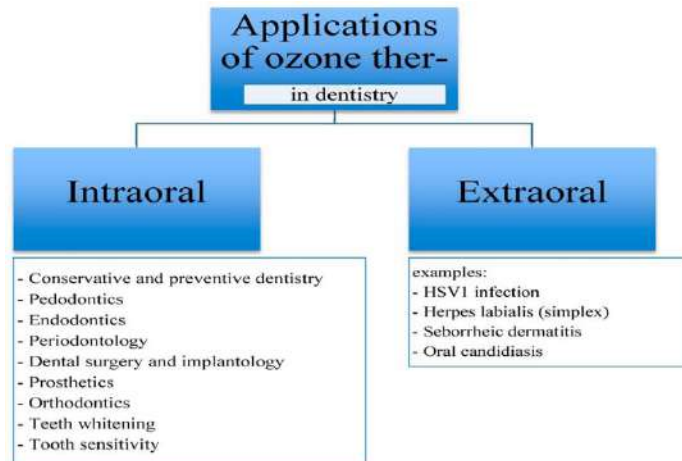 Applications
of ozone ther-
in dentistry
Intraoral
Extraoral
- Conservative and preventive dentistry
- Pedodontics
- Endodontics
- Periodontology
- Dental surgery and implantology
- Prosthetics
- Orthodontics
- Teeth whitening
- Tooth sensitivity
examples:
- HSV1 infection
- Herpes labialis (simplex)
- Seborrheic dermatitis
- Oral candidiasis